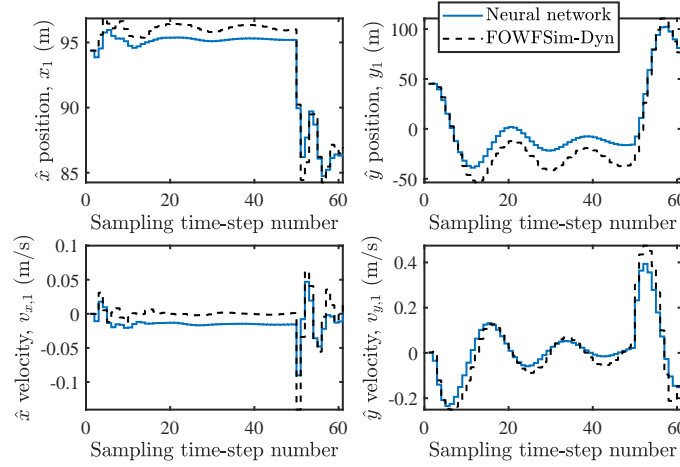 Neural network
FOWFSim-Dyn
95
90
85
x̂ position, x₁ (m)
0 20 40 60
Sampling time-step number
100
50
0
-50
ŷ position, y₁ (m)
0 20 40 60
Sampling time-step number
0.1
0.05
0
-0.05
-0.1
x̂ velocity, vₓ,₁ (m/s)
0 20 40 60
Sampling time-step number
0.4
0.2
0
-0.2
ŷ velocity, v_y,1 (m/s)
0 20 40 60
Sampling time-step number